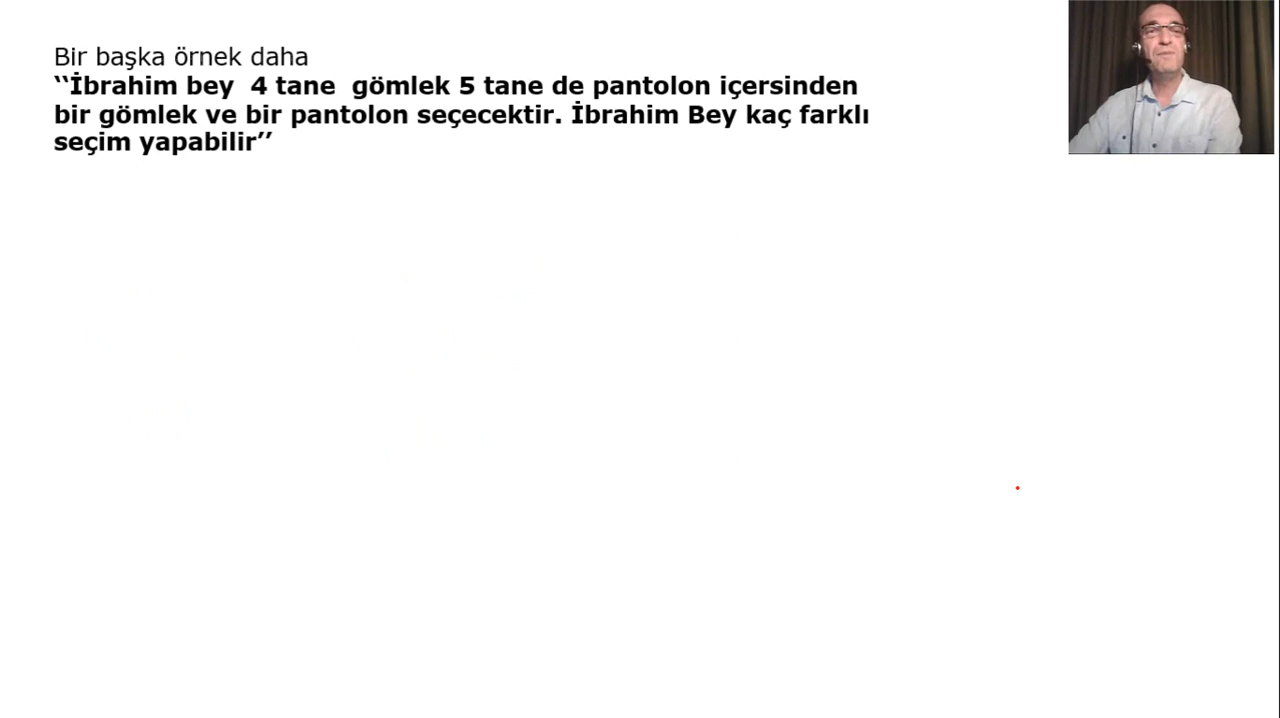 Bir başka örnek daha
‘‘İbrahim bey  4 tane  gömlek 5 tane de pantolon içersinden
bir gömlek ve bir pantolon seçecektir. İbrahim Bey kaç farklı
seçim yapabilir’’